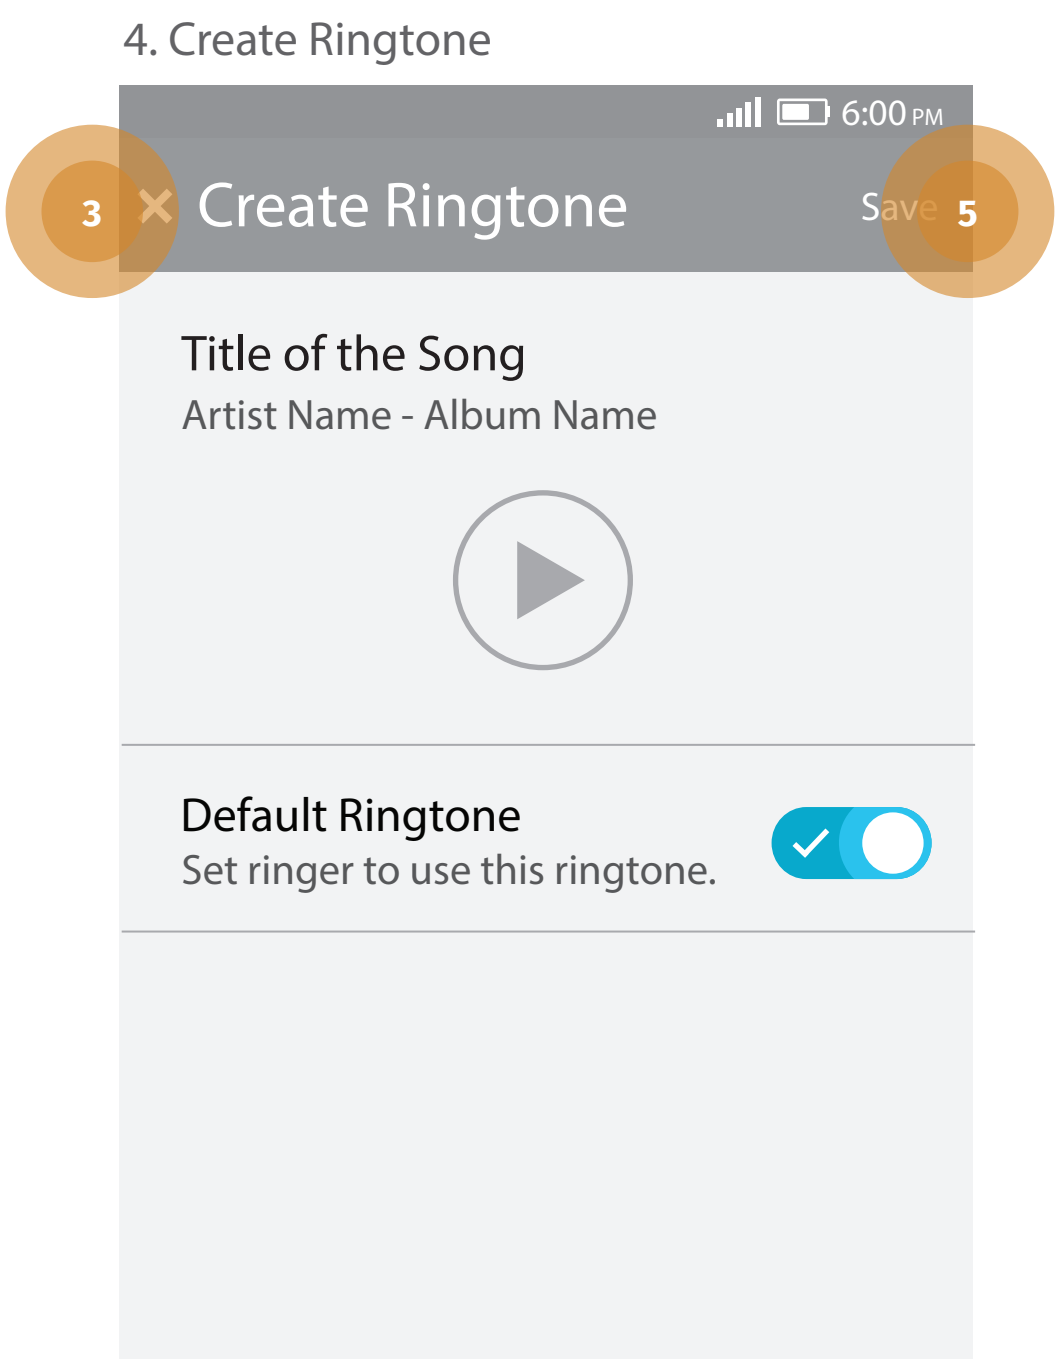 4. Create Ringtone
6:00 PM
3 × Create Ringtone Save 5
Title of the Song
Artist Name - Album Name
Default Ringtone
Set ringer to use this ringtone.